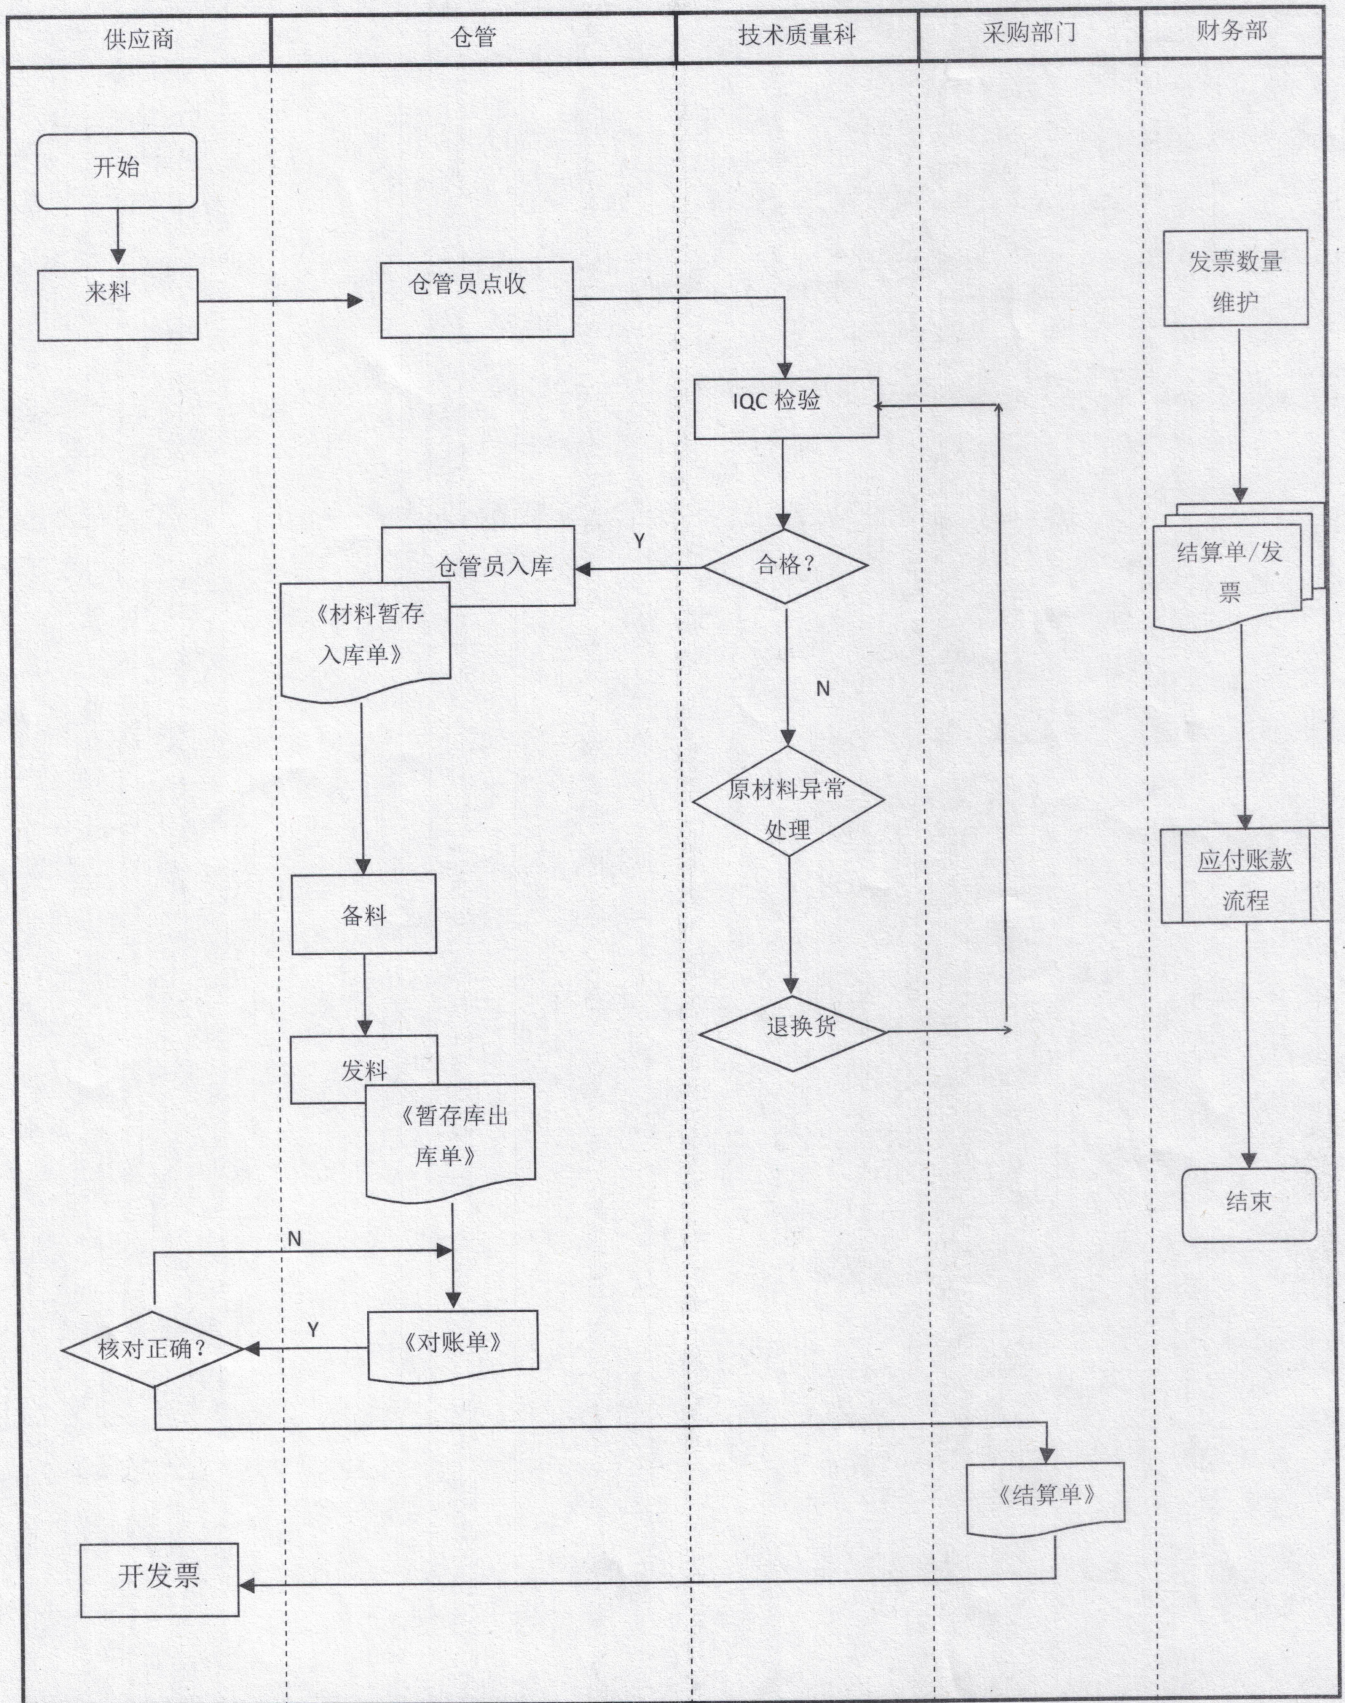 供应商
仓管
技术质量科
采购部门
财务部
开始
来料
仓管员点收
发票数量
维护
IQC 检验
合格?
Y
仓管员入库
《材料暂存
入库单》
结算单/发
票
N
原材料异常
处理
应付账款
流程
备料
退换货
发料
《暂存库出
库单》
结束
N
核对正确?
Y
《对账单》
《结算单》
开发票